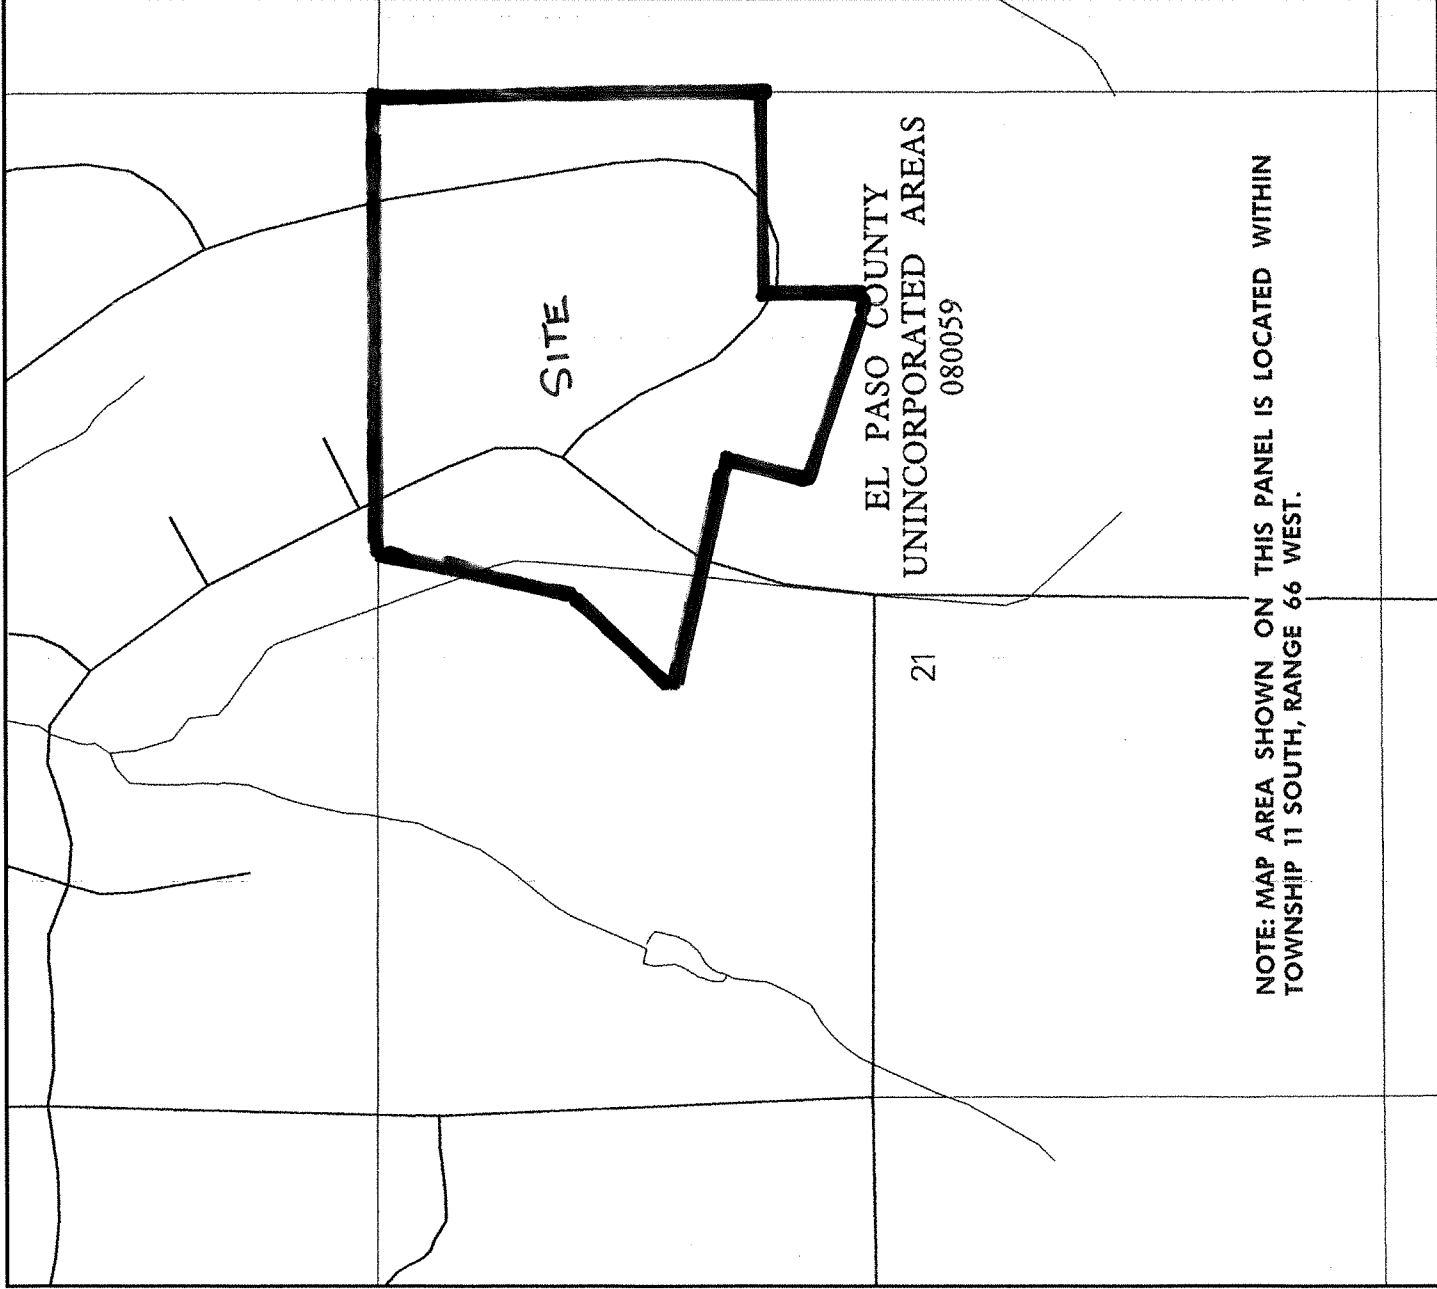 SITE
EL PASO COUNTY
UNINCORPORATED AREAS
080059
21
NOTE: MAP AREA SHOWN ON THIS PANEL IS LOCATED WITHIN
TOWNSHIP 11 SOUTH, RANGE 66 WEST.